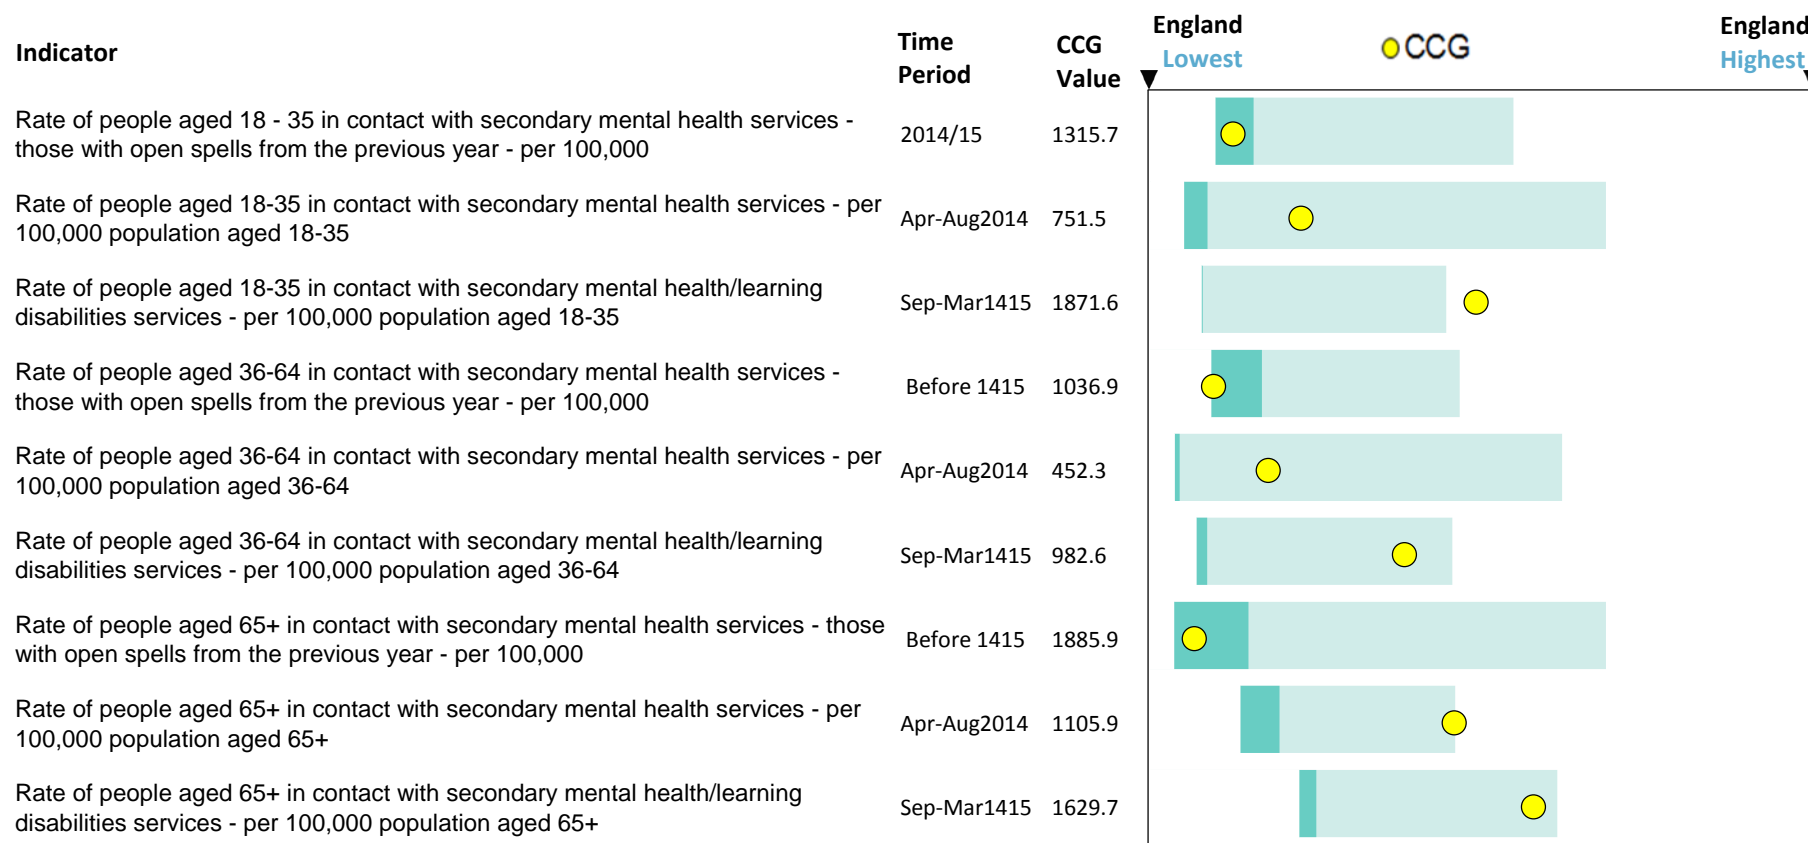 Indicator
Time
Period
CCG
Value
England
Lowest
CCG
England
Highest
Rate of people aged 18 - 35 in contact with secondary mental health services -
those with open spells from the previous year - per 100,000
2014/15
1315.7
Rate of people aged 18-35 in contact with secondary mental health services - per
100,000 population aged 18-35
Apr-Aug2014
751.5
Rate of people aged 18-35 in contact with secondary mental health/learning
disabilities services - per 100,000 population aged 18-35
Sep-Mar1415
1871.6
Rate of people aged 36-64 in contact with secondary mental health services -
those with open spells from the previous year - per 100,000
Before 1415
1036.9
Rate of people aged 36-64 in contact with secondary mental health services - per
100,000 population aged 36-64
Apr-Aug2014
452.3
Rate of people aged 36-64 in contact with secondary mental health/learning
disabilities services - per 100,000 population aged 36-64
Sep-Mar1415
982.6
Rate of people aged 65+ in contact with secondary mental health services - those
with open spells from the previous year - per 100,000
Before 1415
1885.9
Rate of people aged 65+ in contact with secondary mental health services - per
100,000 population aged 65+
Apr-Aug2014
1105.9
Rate of people aged 65+ in contact with secondary mental health/learning
disabilities services - per 100,000 population aged 65+
Sep-Mar1415
1629.7